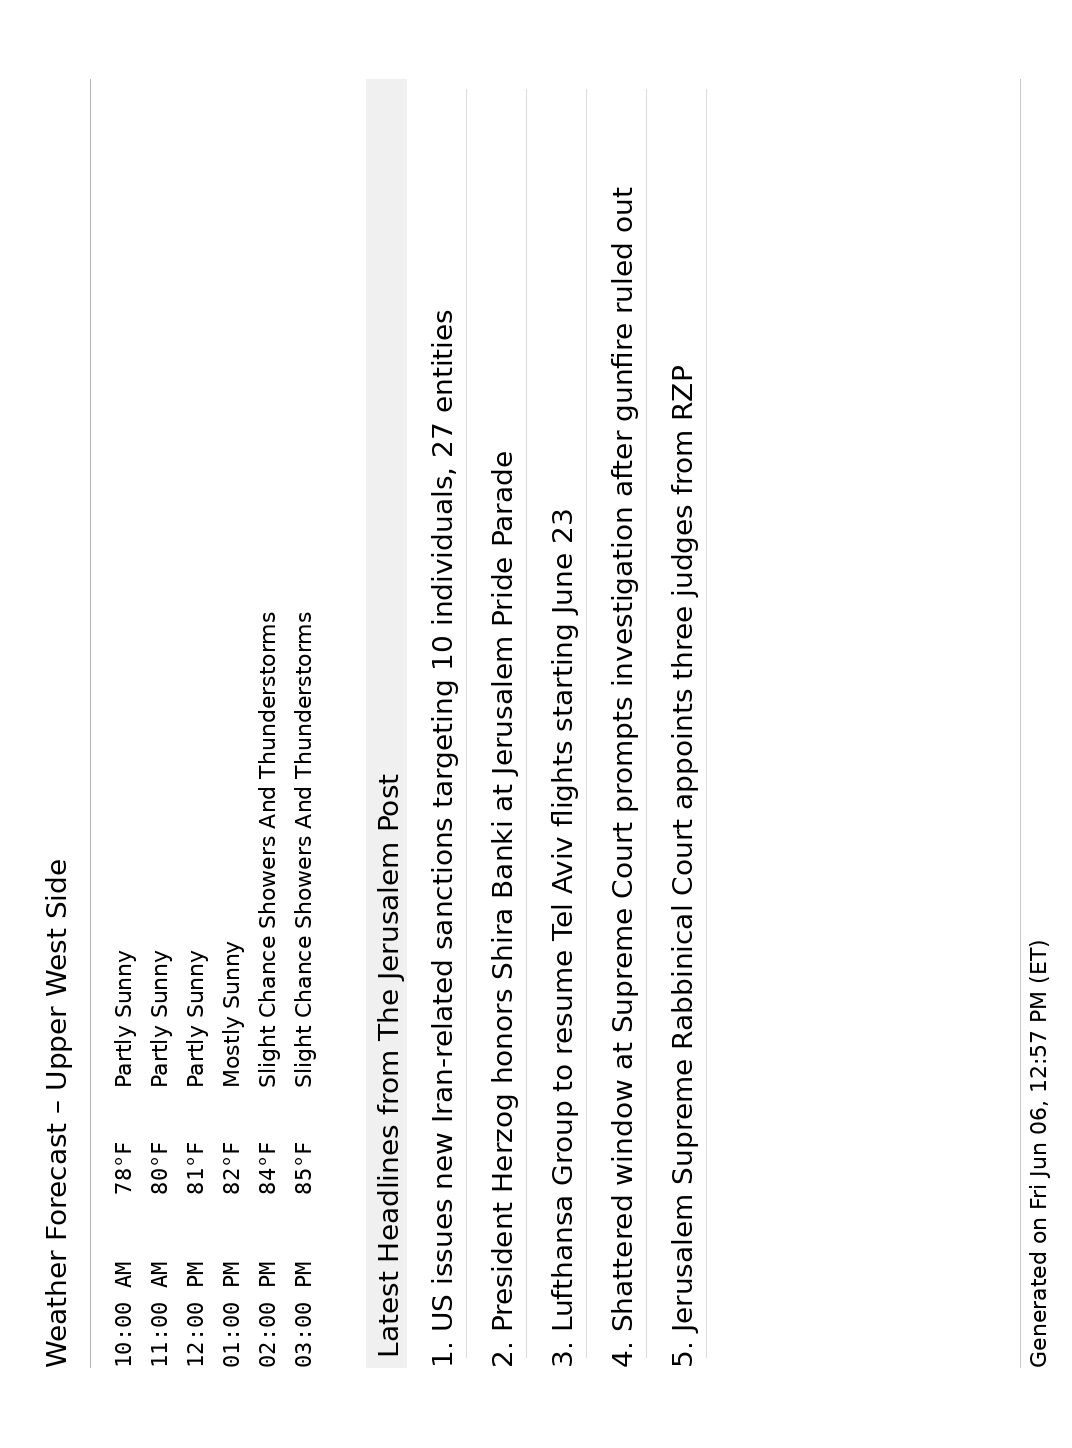 Weather Forecast – Upper West Side
10:00 AM 78°F Partly Sunny
11:00 AM 80°F Partly Sunny
12:00 PM 81°F Partly Sunny
01:00 PM 82°F Mostly Sunny
02:00 PM 84°F Slight Chance Showers And Thunderstorms
03:00 PM 85°F Slight Chance Showers And Thunderstorms
Latest Headlines from The Jerusalem Post
1. US issues new Iran-related sanctions targeting 10 individuals, 27 entities
2. President Herzog honors Shira Banki at Jerusalem Pride Parade
3. Lufthansa Group to resume Tel Aviv flights starting June 23
4. Shattered window at Supreme Court prompts investigation after gunfire ruled out
5. Jerusalem Supreme Rabbinical Court appoints three judges from RZP
Generated on Fri Jun 06, 12:57 PM (ET)